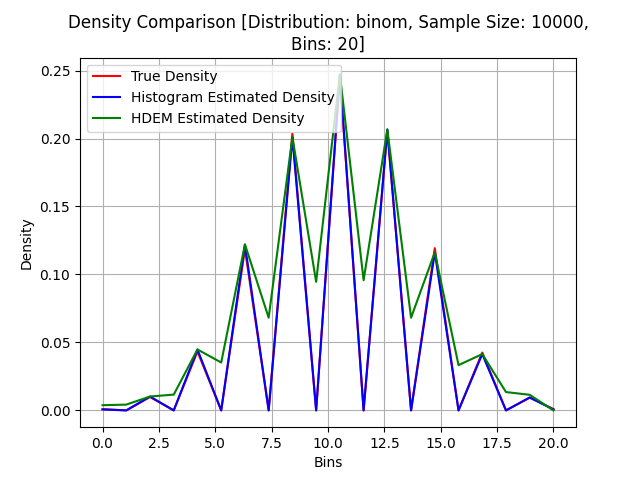 Density Comparison [Distribution: binom, Sample Size: 10000,
Bins: 20]
True Density
Histogram Estimated Density
HDEM Estimated Density
Density
0.25
0.20
0.15
0.10
0.05
0.00
0.0 2.5 5.0 7.5 10.0 12.5 15.0 17.5 20.0
Bins